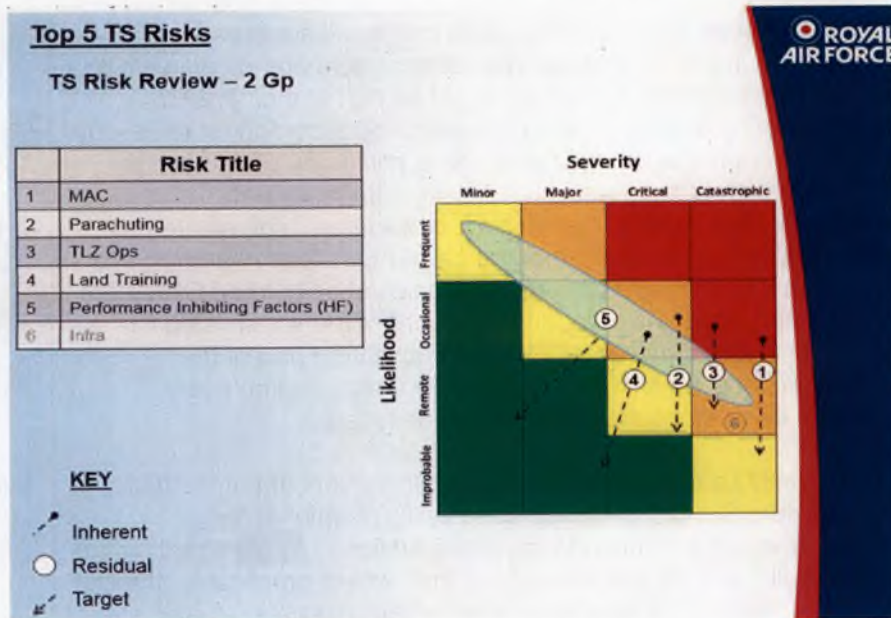 Top 5 TS Risks
TS Risk Review – 2 Gp
ROYAL
AIR FORCE
Risk Title
1 MAC
2 Parachuting
3 TLZ Ops
4 Land Training
5 Performance Inhibiting Factors (HF)
6 Infra
Severity
Minor Major Critical Catastrophic
Likelihood
Frequent
Occasional
Remote
Improbable
5
4
2
3
1
6
KEY
Inherent
Residual
Target